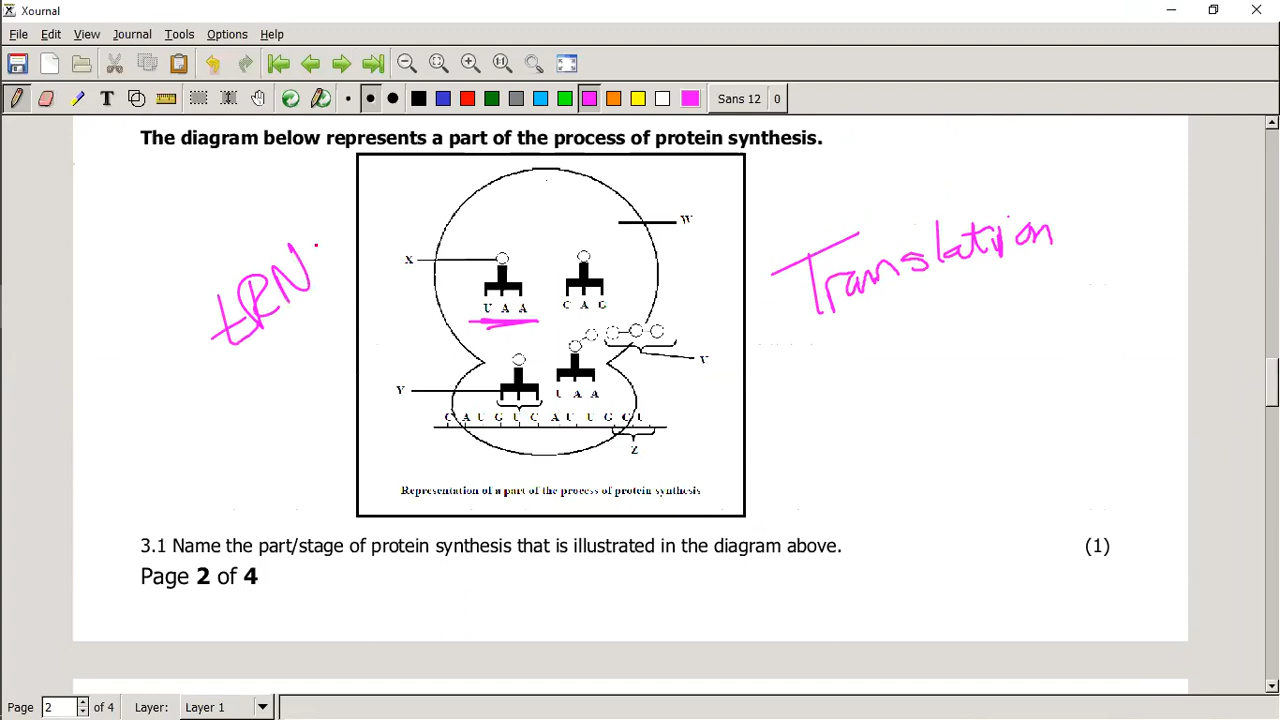 Xournal
File Edit View Journal Tools Options Help
Sans 12 0
The diagram below represents a part of the process of protein synthesis.
W
X
U A A C A G
tRN
Translation
V
Y
U A A
C A U G U C A U U G C U
Z
Representation of a part of the process of protein synthesis
3.1 Name the part/stage of protein synthesis that is illustrated in the diagram above. (1)
Page 2 of 4
Page 2 of 4 Layer: Layer 1